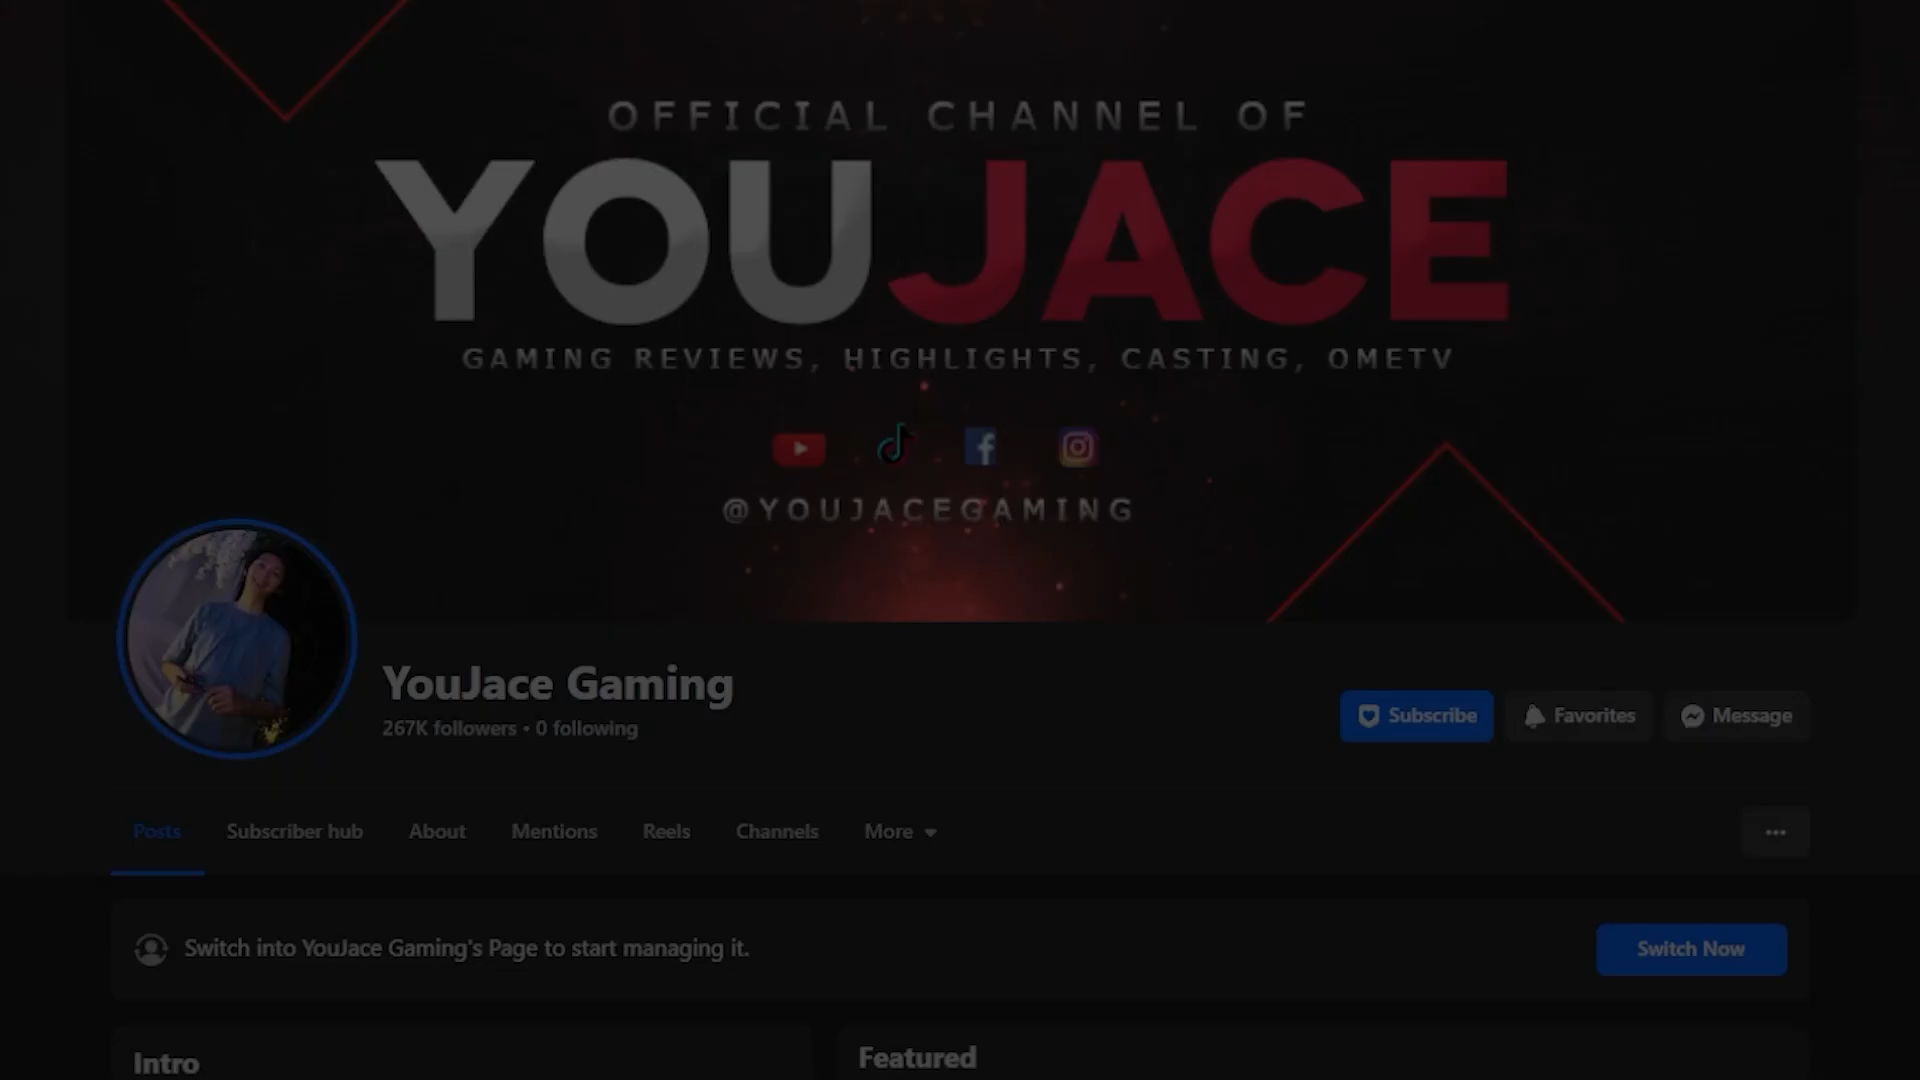 OFFICIAL CHANNEL OF
YOUJACE
GAMING REVIEWS, HIGHLIGHTS, CASTING, OMETV
@YOUJACEGAMING
YouJace Gaming
267K followers • 0 following
Subscribe
Favorites
Message
Posts
Subscriber hub
About
Mentions
Reels
Channels
More
Switch into YouJace Gaming's Page to start managing it.
Switch Now
Intro
Featured